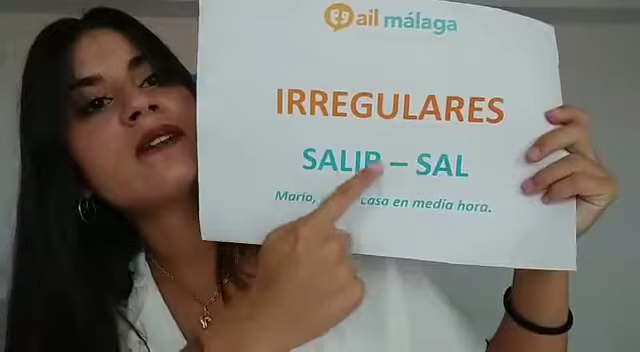 ail málaga
IRREGULARES
SALIR – SAL
María, casa en media hora.